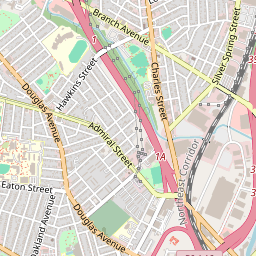 Branch Avenue
1
Silver Spring Street
Hawkins Street
Charles Street
Douglas Avenue
Admiral Street
1A
Northeast Corridor
Eaton Street
Douglas Avenue
Oakland Avenue